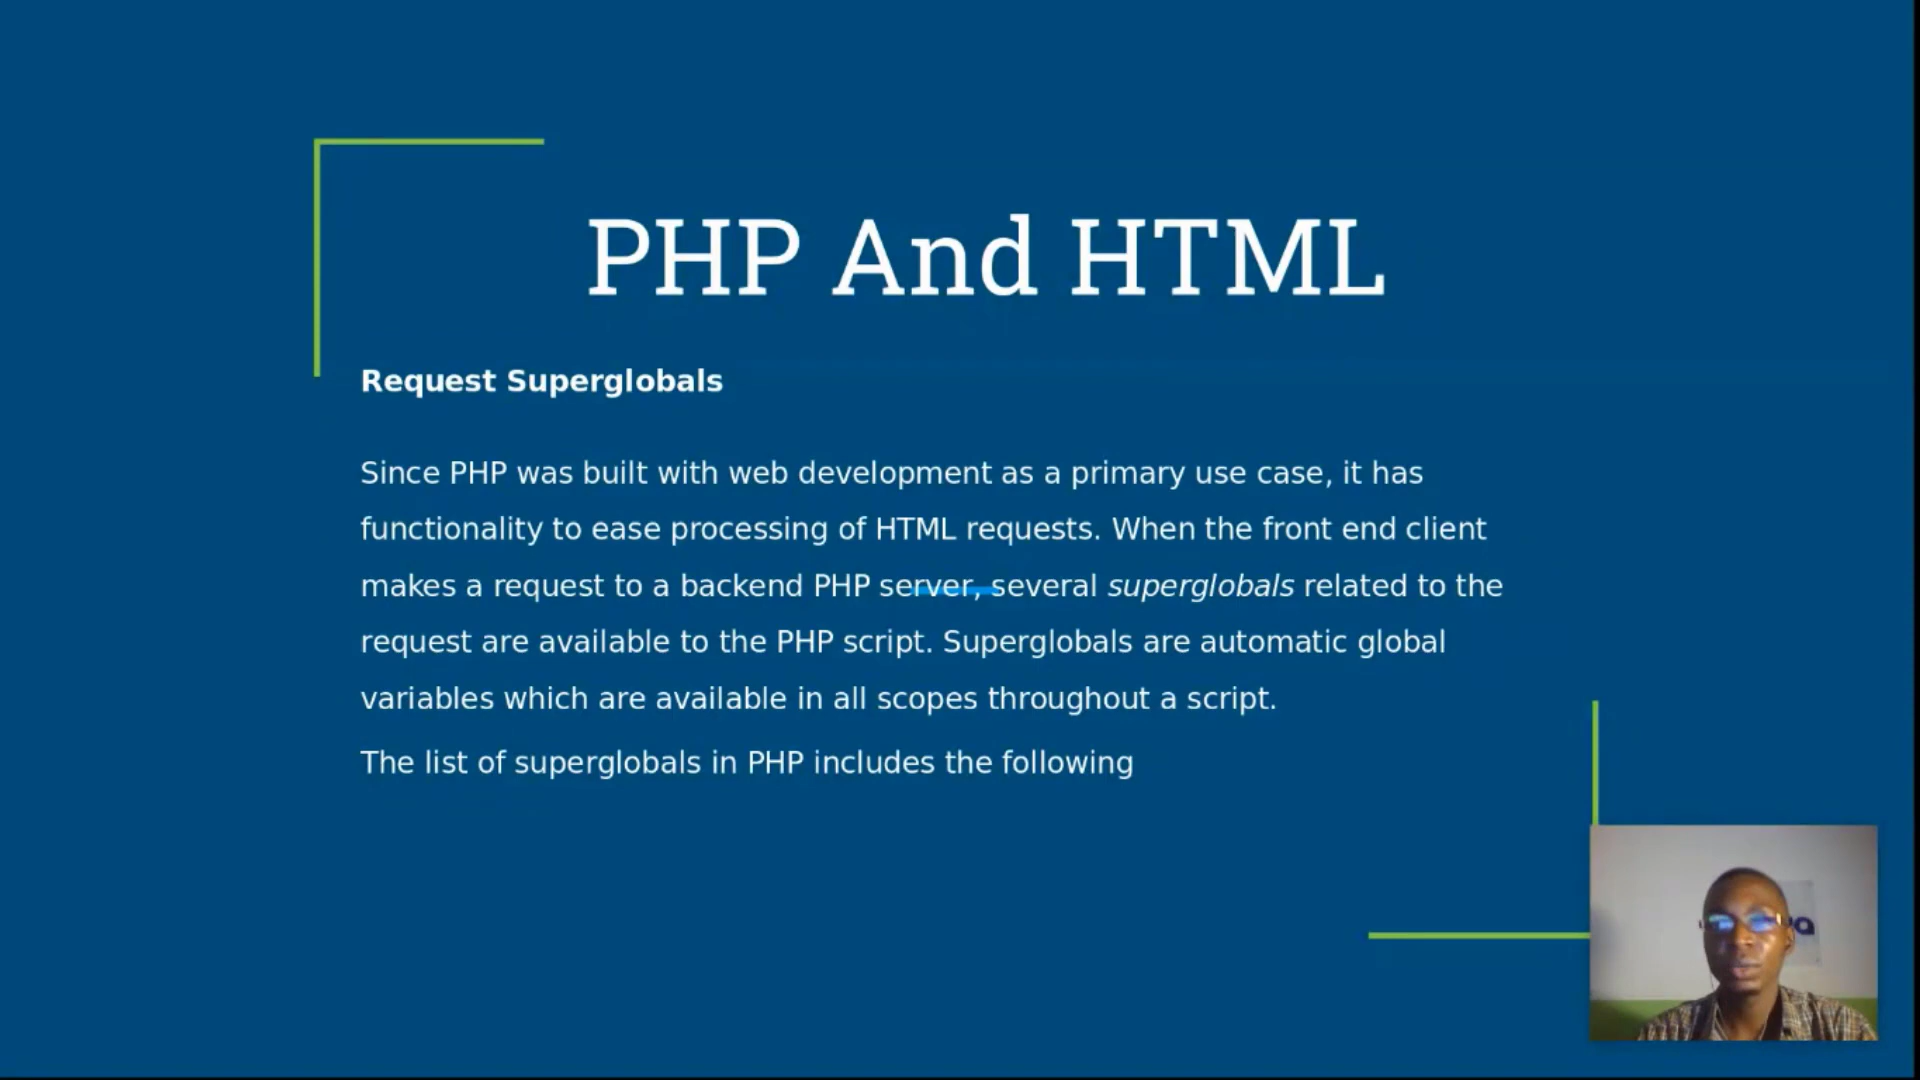 PHP And HTML
Request Superglobals
Since PHP was built with web development as a primary use case, it has
functionality to ease processing of HTML requests. When the front end client
makes a request to a backend PHP server, several superglobals related to the
request are available to the PHP script. Superglobals are automatic global
variables which are available in all scopes throughout a script.
The list of superglobals in PHP includes the following